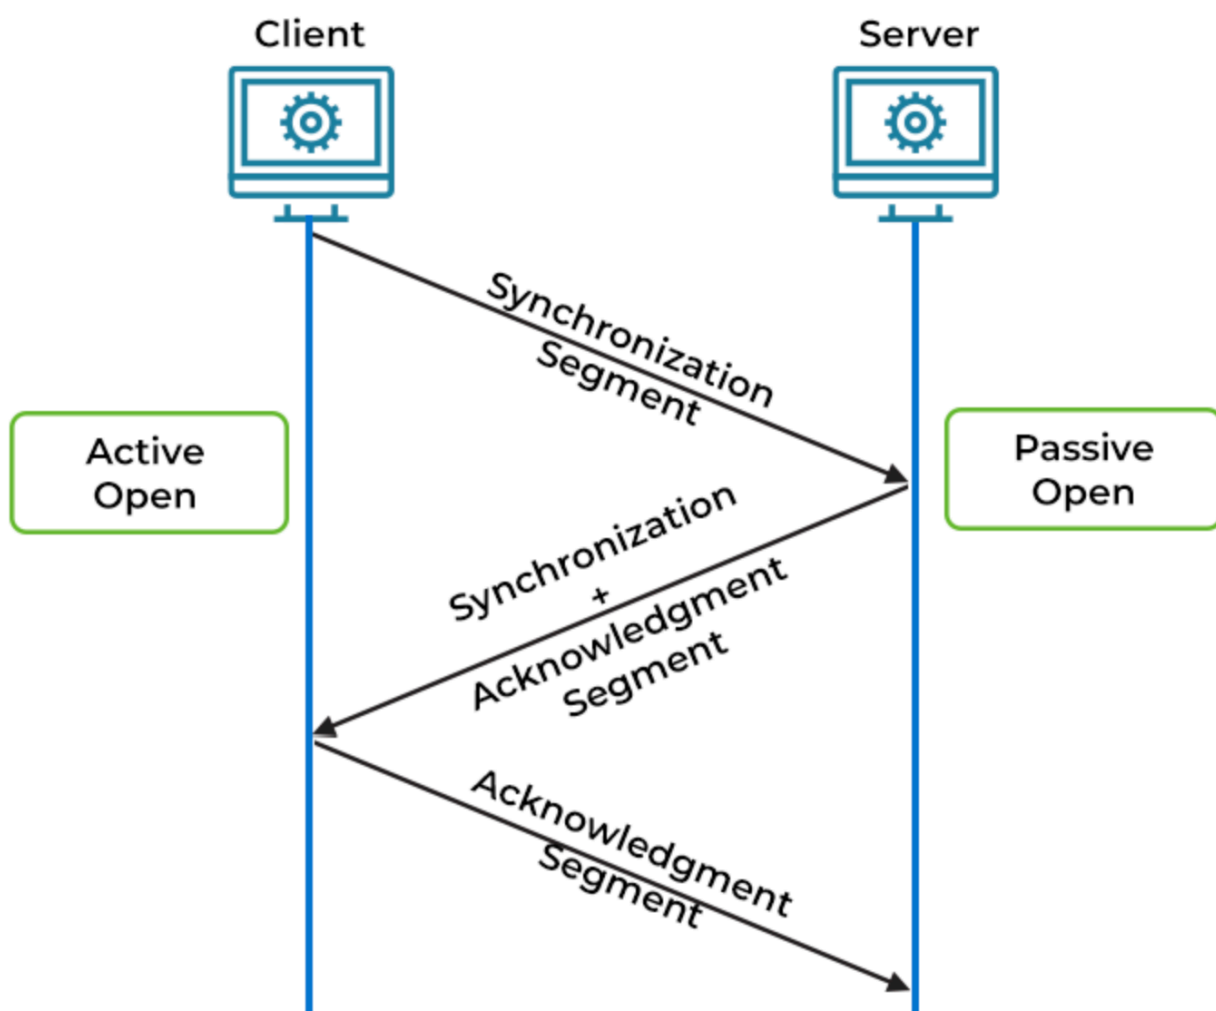 Client
Server
Synchronization
Segment
Active
Open
Passive
Open
Synchronization
+
Acknowledgment
Segment
Acknowledgment
Segment